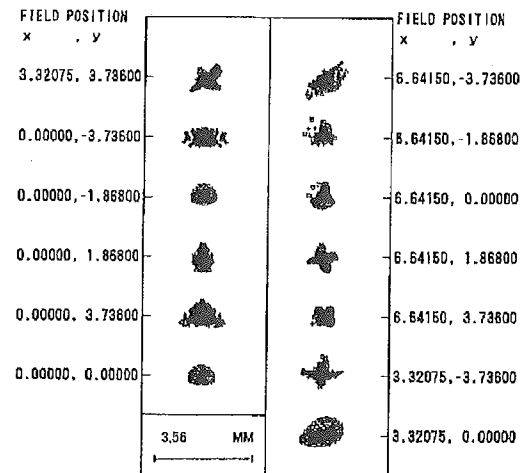 FIELD POSITION
x , y
3.32075, 3.73600
0.00000,-3.73600
0.00000,-1.86800
0.00000, 1.86800
0.00000, 3.73600
0.00000, 0.00000
3.56 MM
FIELD POSITION
x , y
6.64150,-3.73600
6.64150,-1.86800
6.64150, 0.00000
6.64150, 1.86800
6.64150, 3.73600
3.32075,-3.73600
3.32075, 0.00000